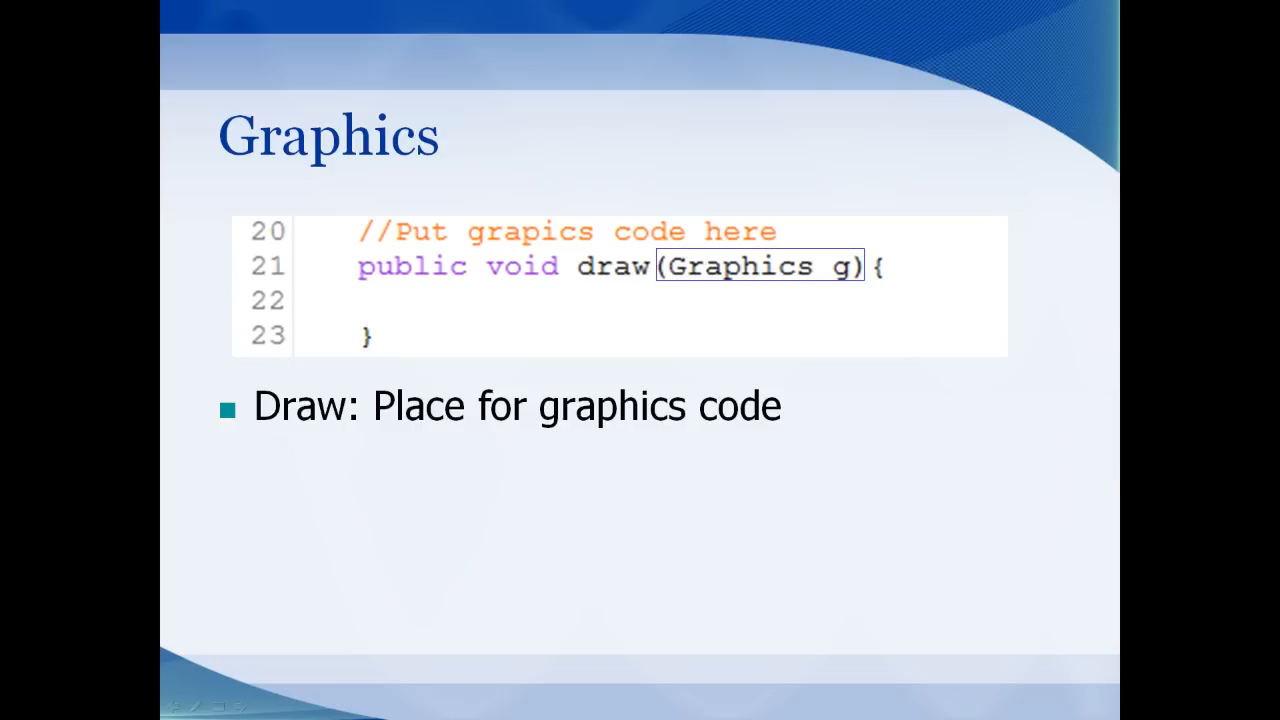 Graphics
20 //Put grapics code here
21 public void draw(Graphics g){
22
23 }
Draw: Place for graphics code